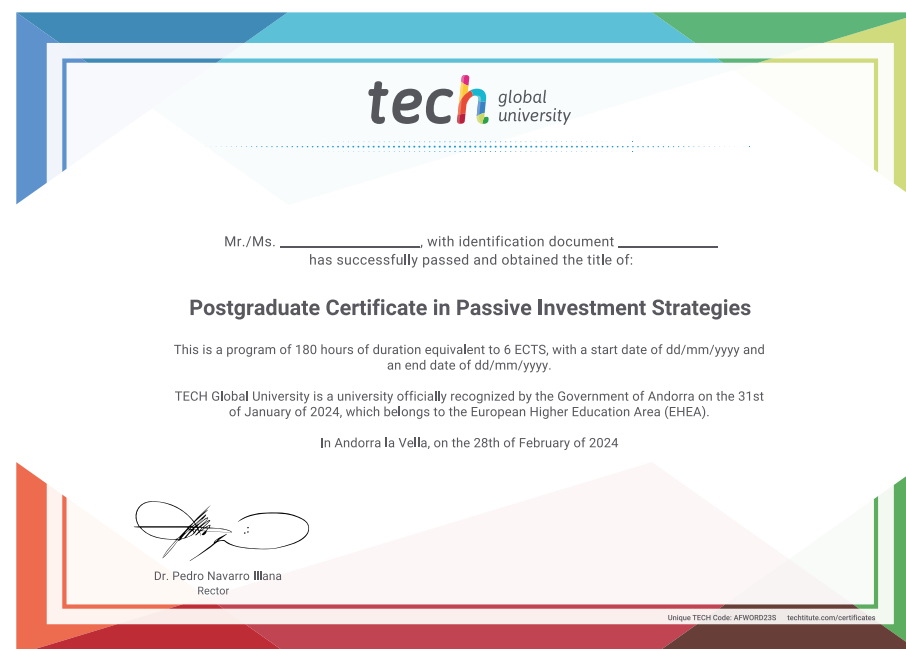 tech global
university
Mr./Ms. ____________, with identification document ________
has successfully passed and obtained the title of:
Postgraduate Certificate in Passive Investment Strategies
This is a program of 180 hours of duration equivalent to 6 ECTS, with a start date of dd/mm/yyyy and
an end date of dd/mm/yyyy.
TECH Global University is a university officially recognized by the Government of Andorra on the 31st
of January of 2024, which belongs to the European Higher Education Area (EHEA).
In Andorra la Vella, on the 28th of February of 2024
Dr. Pedro Navarro Illana
Rector
Unique TECH Code: AFWORD23S techtitute.com/certificates